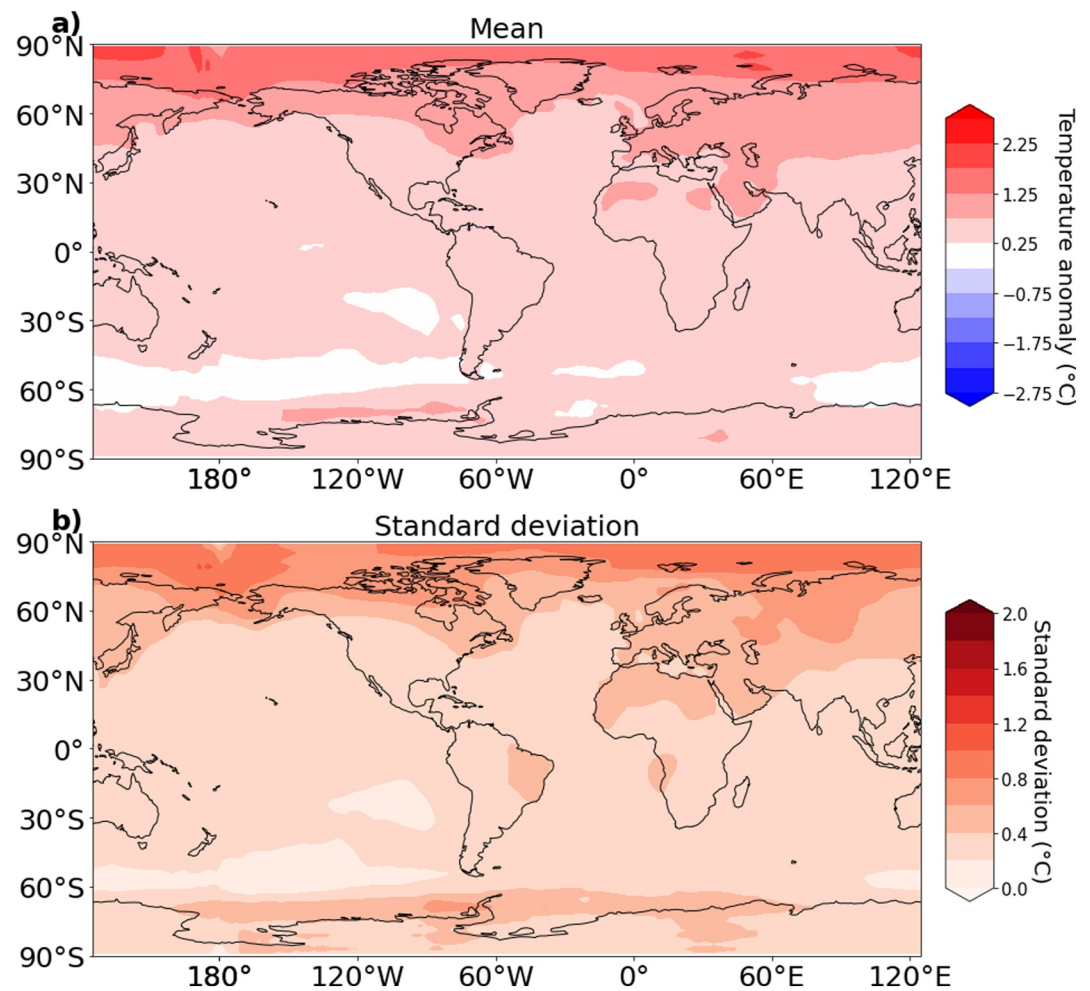 a)
Mean
90°N
60°N
30°N
0°
30°S
60°S
90°S
180°
120°W
60°W
0°
60°E
120°E
2.25
1.25
0.25
−0.75
−1.75
−2.75
Temperature anomaly (°C)
b)
Standard deviation
90°N
60°N
30°N
0°
30°S
60°S
90°S
180°
120°W
60°W
0°
60°E
120°E
2.0
1.6
1.2
0.8
0.4
0.0
Standard deviation (°C)